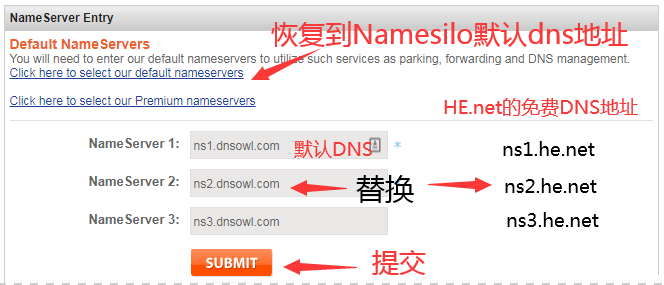 NameServer Entry
Default NameServers
恢复到Namesilo默认dns地址
You will need to enter our default nameservers to utilize such services as parking, forwarding and DNS management.
Click here to select our default nameservers
Click here to select our Premium nameservers
HE.net的免费DNS地址
NameServer 1: ns1.dnsowl.com 默认DNS * ns1.he.net
NameServer 2: ns2.dnsowl.com 替换 ns2.he.net
NameServer 3: ns3.dnsowl.com ns3.he.net
SUBMIT 提交